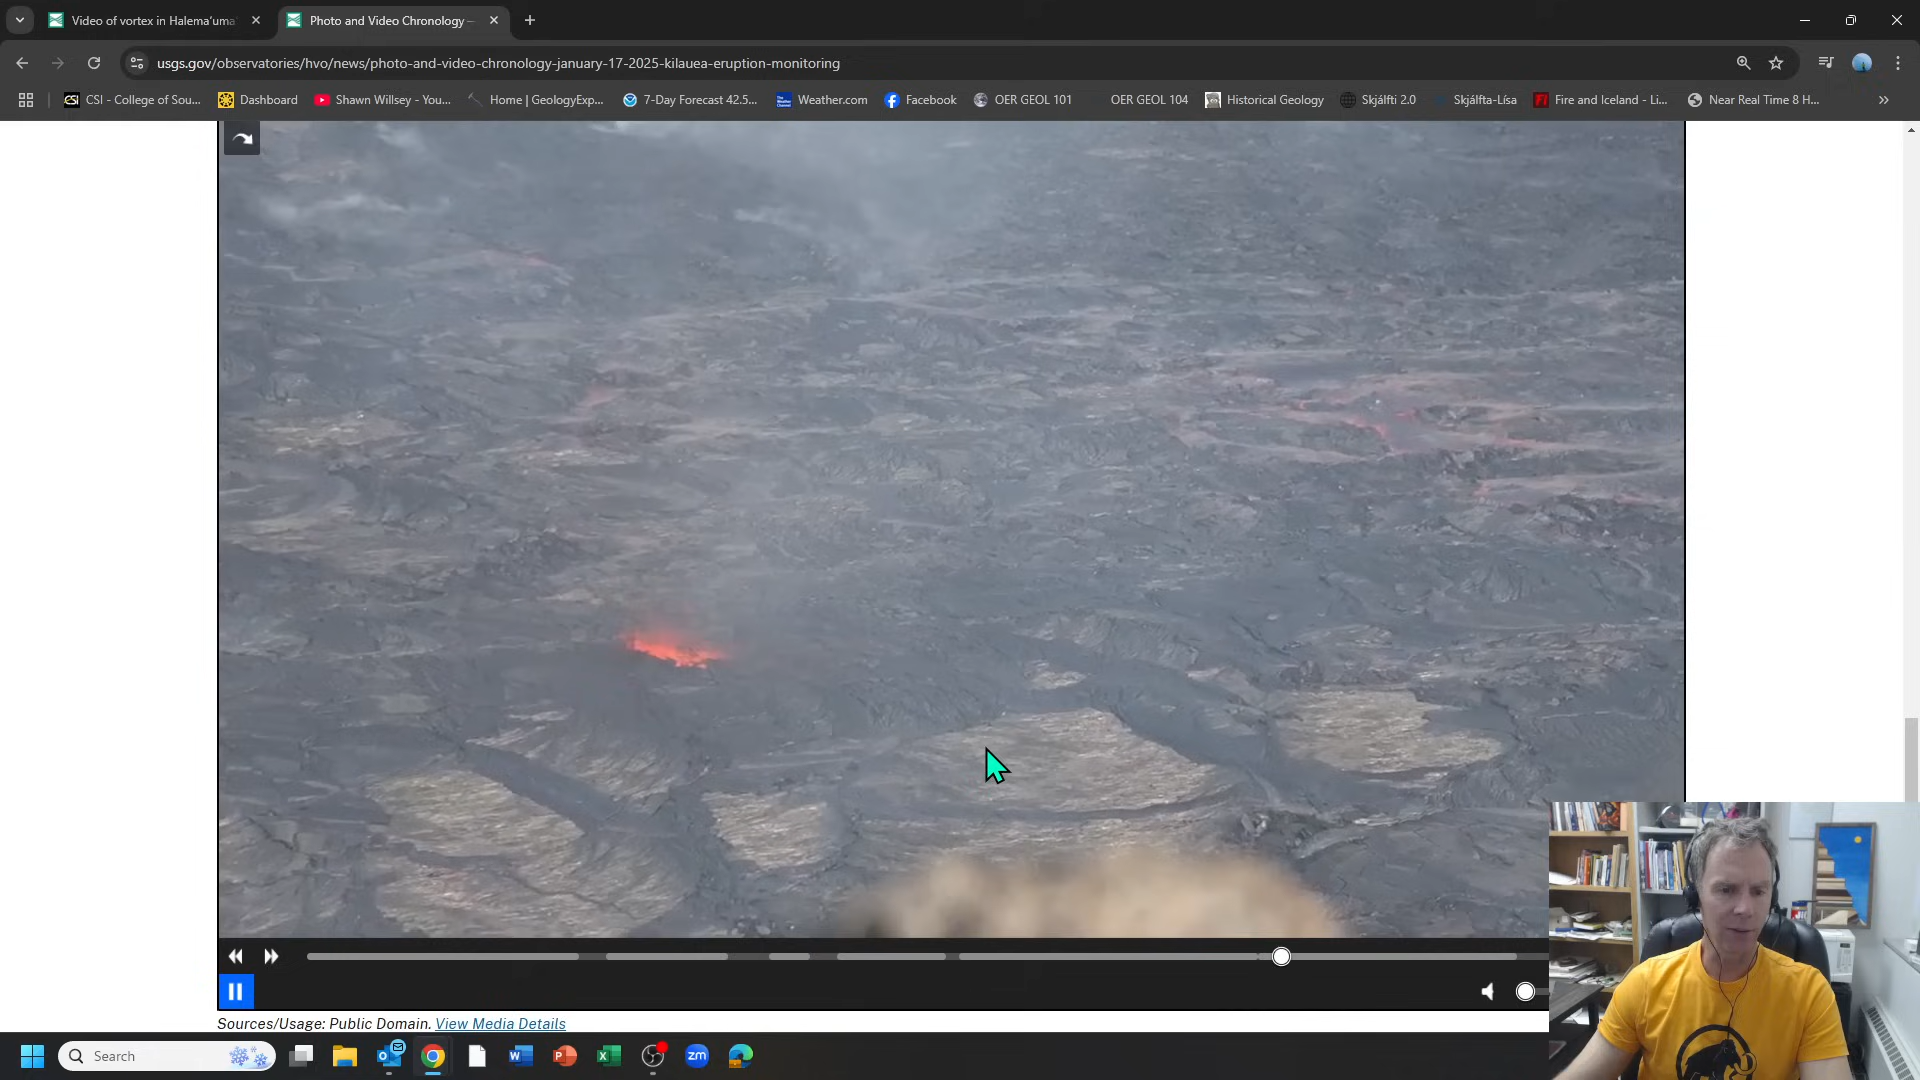 Video of vortex in Halemaʻuma
Photo and Video Chronology —
usgs.gov/observatories/hvo/news/photo-and-video-chronology-january-17-2025-kilauea-eruption-monitoring
CSI - College of Sou...
Dashboard
Shawn Willsey - You...
Home | GeologyExp...
7-Day Forecast 42.5...
Weather.com
Facebook
OER GEOL 101
OER GEOL 104
Historical Geology
Skjálfti 2.0
Skjálfta-Lísa
Fire and Iceland - Li...
Near Real Time 8 H...
Sources/Usage: Public Domain. View Media Details
Search
zm